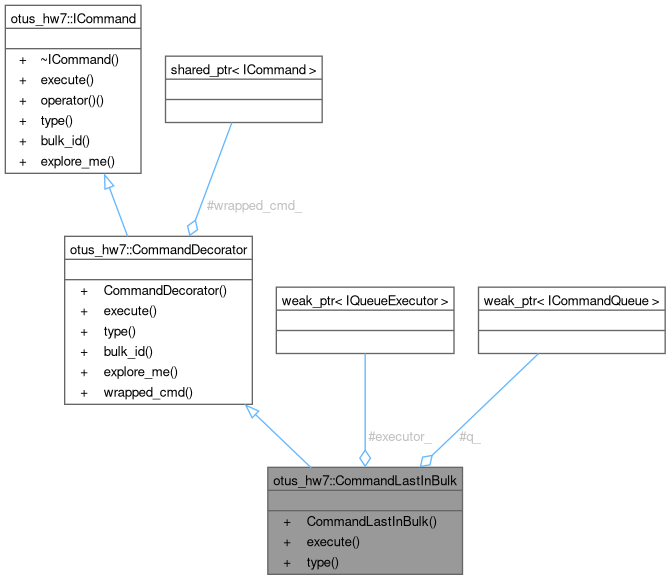 otus_hw7::ICommand
+ ~ICommand()
+ execute()
+ operator()()
+ type()
+ bulk_id()
+ explore_me()
shared_ptr< ICommand >
#wrapped_cmd_
otus_hw7::CommandDecorator
+ CommandDecorator()
+ execute()
+ type()
+ bulk_id()
+ explore_me()
+ wrapped_cmd()
weak_ptr< IQueueExecutor >
weak_ptr< ICommandQueue >
#executor_
#q_
otus_hw7::CommandLastInBulk
+ CommandLastInBulk()
+ execute()
+ type()